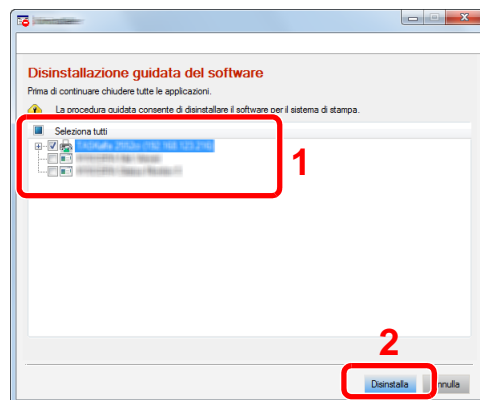 Disinstallazione guidata del software
Prima di continuare chiudere tutte le applicazioni.
La procedura guidata consente di disinstallare il software per il sistema di stampa.
Seleziona tutti
1
2
Disinstalla
nnulla